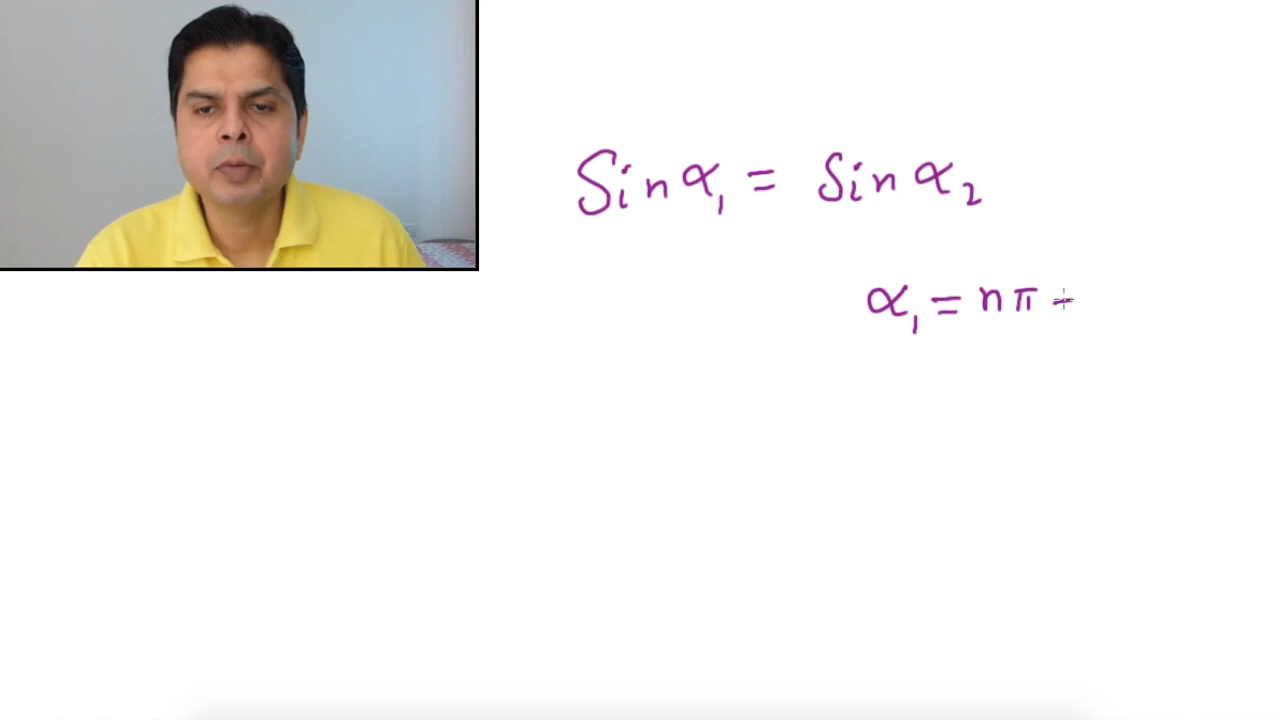 Sin α₁ = Sin α₂
α₁ = nπ +